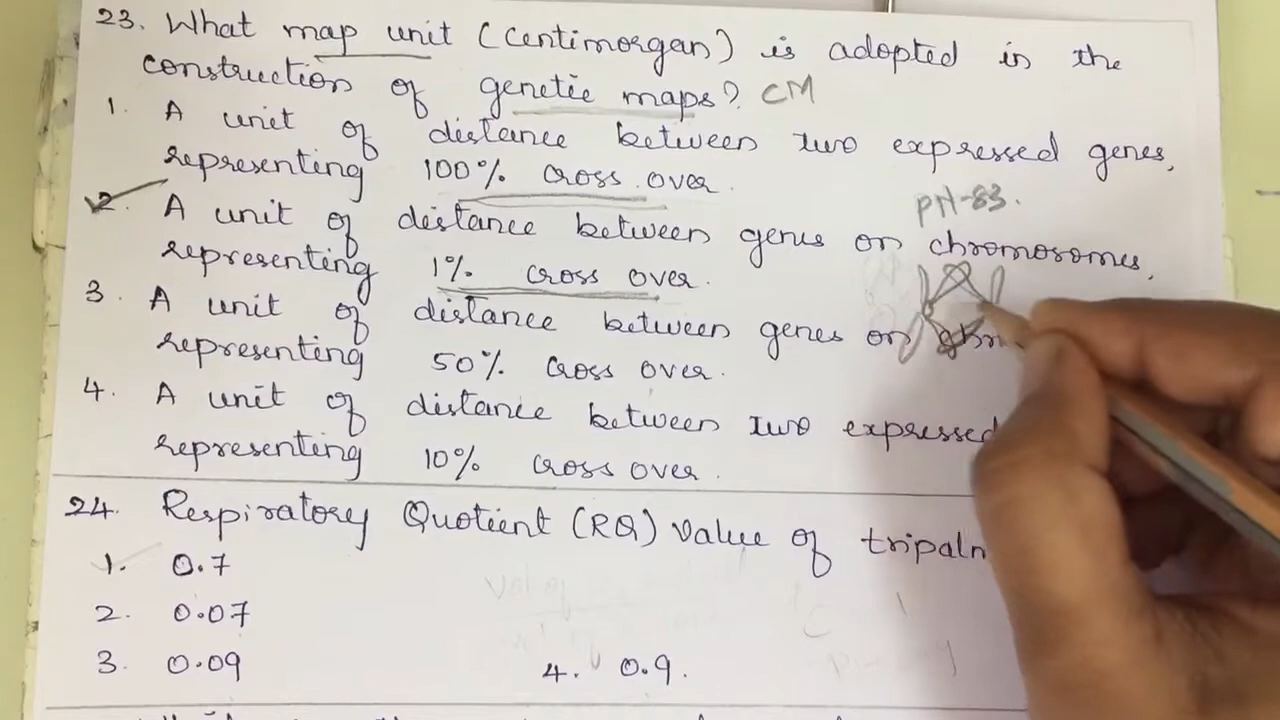 23. What map unit (Centimorgan) is adopted in the
construction of genetic maps? CM
1. A unit of distance between two expressed genes,
representing 100% cross over.
PH-83.
2. A unit of distance between genes on chromosomes,
representing 1% cross over.
3. A unit of distance between genes on
representing 50% cross over.
4. A unit of distance between two expressed
representing 10% cross over.
24. Respiratory Quotient (RQ) Value of
1. 0.7
2. 0.07
3. 0.09 4. 0.9.